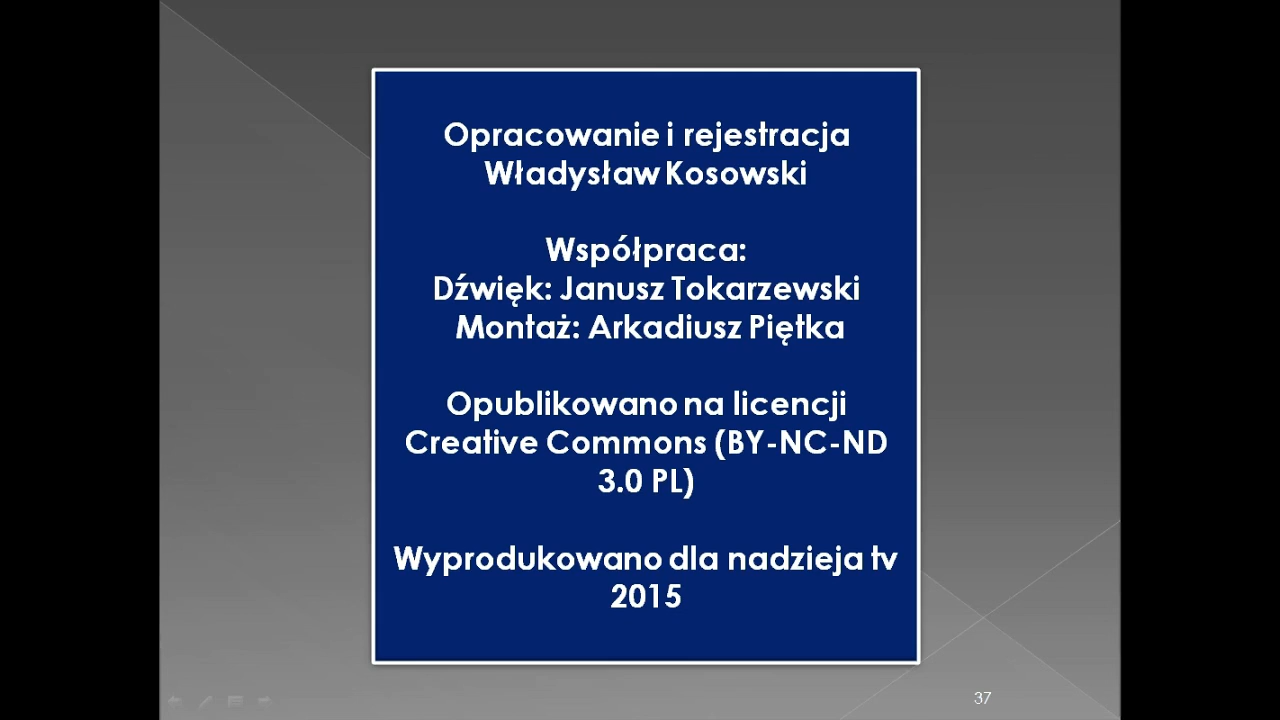 Opracowanie i rejestracja
Władysław Kosowski
Współpraca:
Dźwięk: Janusz Tokarzewski
Montaż: Arkadiusz Piętka
Opublikowano na licencji
Creative Commons (BY-NC-ND
3.0 PL)
Wyprodukowano dla nadzieja tv
2015
37